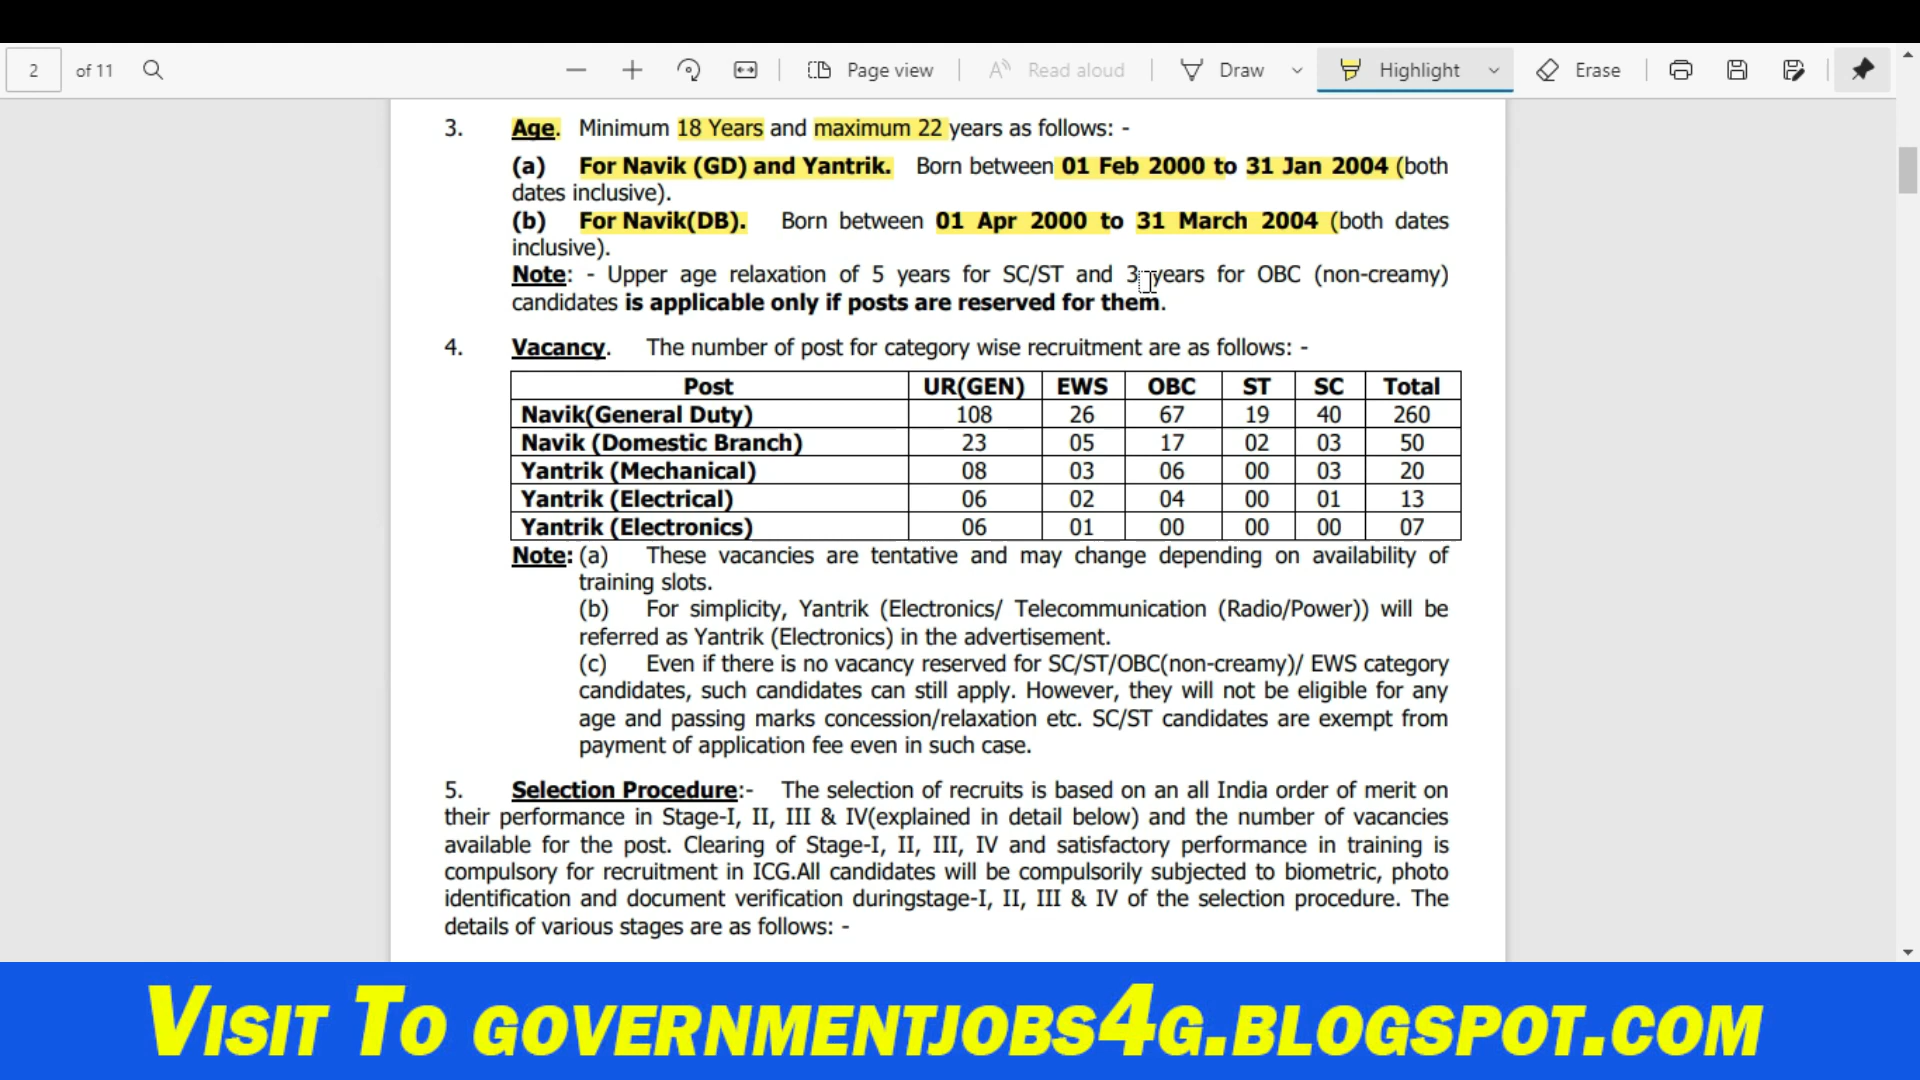 2 of 11 Page view Read aloud Draw Highlight Erase
3. Age. Minimum 18 Years and maximum 22 years as follows: -
(a) For Navik (GD) and Yantrik. Born between 01 Feb 2000 to 31 Jan 2004 (both
dates inclusive).
(b) For Navik(DB). Born between 01 Apr 2000 to 31 March 2004 (both dates
inclusive).
Note: - Upper age relaxation of 5 years for SC/ST and 3 years for OBC (non-creamy)
candidates is applicable only if posts are reserved for them.
4. Vacancy. The number of post for category wise recruitment are as follows: -
Post UR(GEN) EWS OBC ST SC Total
Navik(General Duty) 108 26 67 19 40 260
Navik (Domestic Branch) 23 05 17 02 03 50
Yantrik (Mechanical) 08 03 06 00 03 20
Yantrik (Electrical) 06 02 04 00 01 13
Yantrik (Electronics) 06 01 00 00 00 07
Note: (a) These vacancies are tentative and may change depending on availability of
training slots.
(b) For simplicity, Yantrik (Electronics/ Telecommunication (Radio/Power)) will be
referred as Yantrik (Electronics) in the advertisement.
(c) Even if there is no vacancy reserved for SC/ST/OBC(non-creamy)/ EWS category
candidates, such candidates can still apply. However, they will not be eligible for any
age and passing marks concession/relaxation etc. SC/ST candidates are exempt from
payment of application fee even in such case.
5. Selection Procedure:- The selection of recruits is based on an all India order of merit on
their performance in Stage-I, II, III & IV(explained in detail below) and the number of vacancies
available for the post. Clearing of Stage-I, II, III, IV and satisfactory performance in training is
compulsory for recruitment in ICG.All candidates will be compulsorily subjected to biometric, photo
identification and document verification duringstage-I, II, III & IV of the selection procedure. The
details of various stages are as follows: -
VISIT TO GOVERNMENTJOBS4G.BLOGSPOT.COM